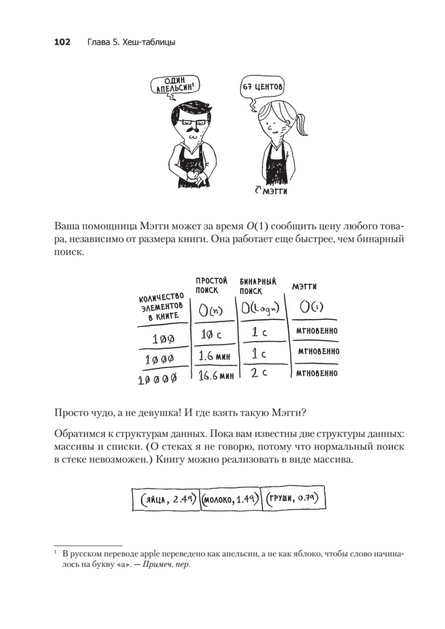 102 Глава 5. Хеш-таблицы
ОДИН
АПЕЛЬСИН¹
67 ЦЕНТОВ
МЭГГИ
Ваша помощница Мэгги может за время O(1) сообщить цену любого това-
ра, независимо от размера книги. Она работает еще быстрее, чем бинарный
поиск.
КОЛИЧЕСТВО ЭЛЕМЕНТОВ В КНИГЕ ПРОСТОЙ ПОИСК БИНАРНЫЙ ПОИСК МЭГГИ
O(n) O(log n) O(1)
100 10 с 1 с МГНОВЕННО
1000 1.6 мин 1 с МГНОВЕННО
10000 16.6 мин 2 с МГНОВЕННО
Просто чудо, а не девушка! И где взять такую Мэгги?
Обратимся к структурам данных. Пока вам известны две структуры данных:
массивы и списки. (О стеках я не говорю, потому что нормальный поиск
в стеке невозможен.) Книгу можно реализовать в виде массива.
(ЯЙЦА, 2.49) (МОЛОКО, 1.49) (ГРУШИ, 0.79)
¹ В русском переводе apple переведено как апельсин, а не как яблоко, чтобы слово начина-
лось на букву «а». — Примеч. пер.